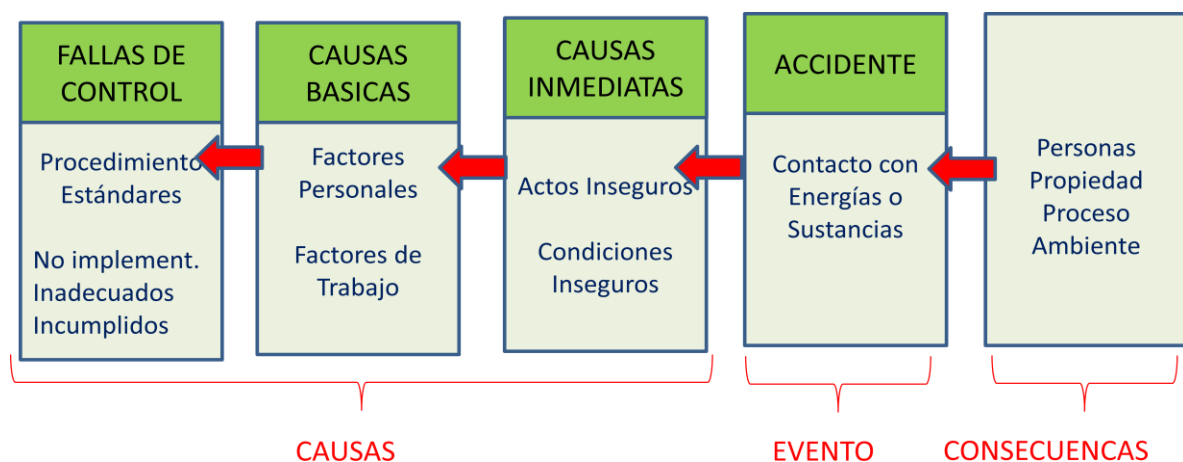 FALLAS DE
CONTROL
Procedimiento
Estándares
No implement.
Inadecuados
Incumplidos
CAUSAS
BASICAS
Factores
Personales
Factores de
Trabajo
CAUSAS
INMEDIATAS
Actos Inseguros
Condiciones
Inseguros
ACCIDENTE
Contacto con
Energías o
Sustancias
Personas
Propiedad
Proceso
Ambiente
CAUSAS
EVENTO
CONSECUENCAS